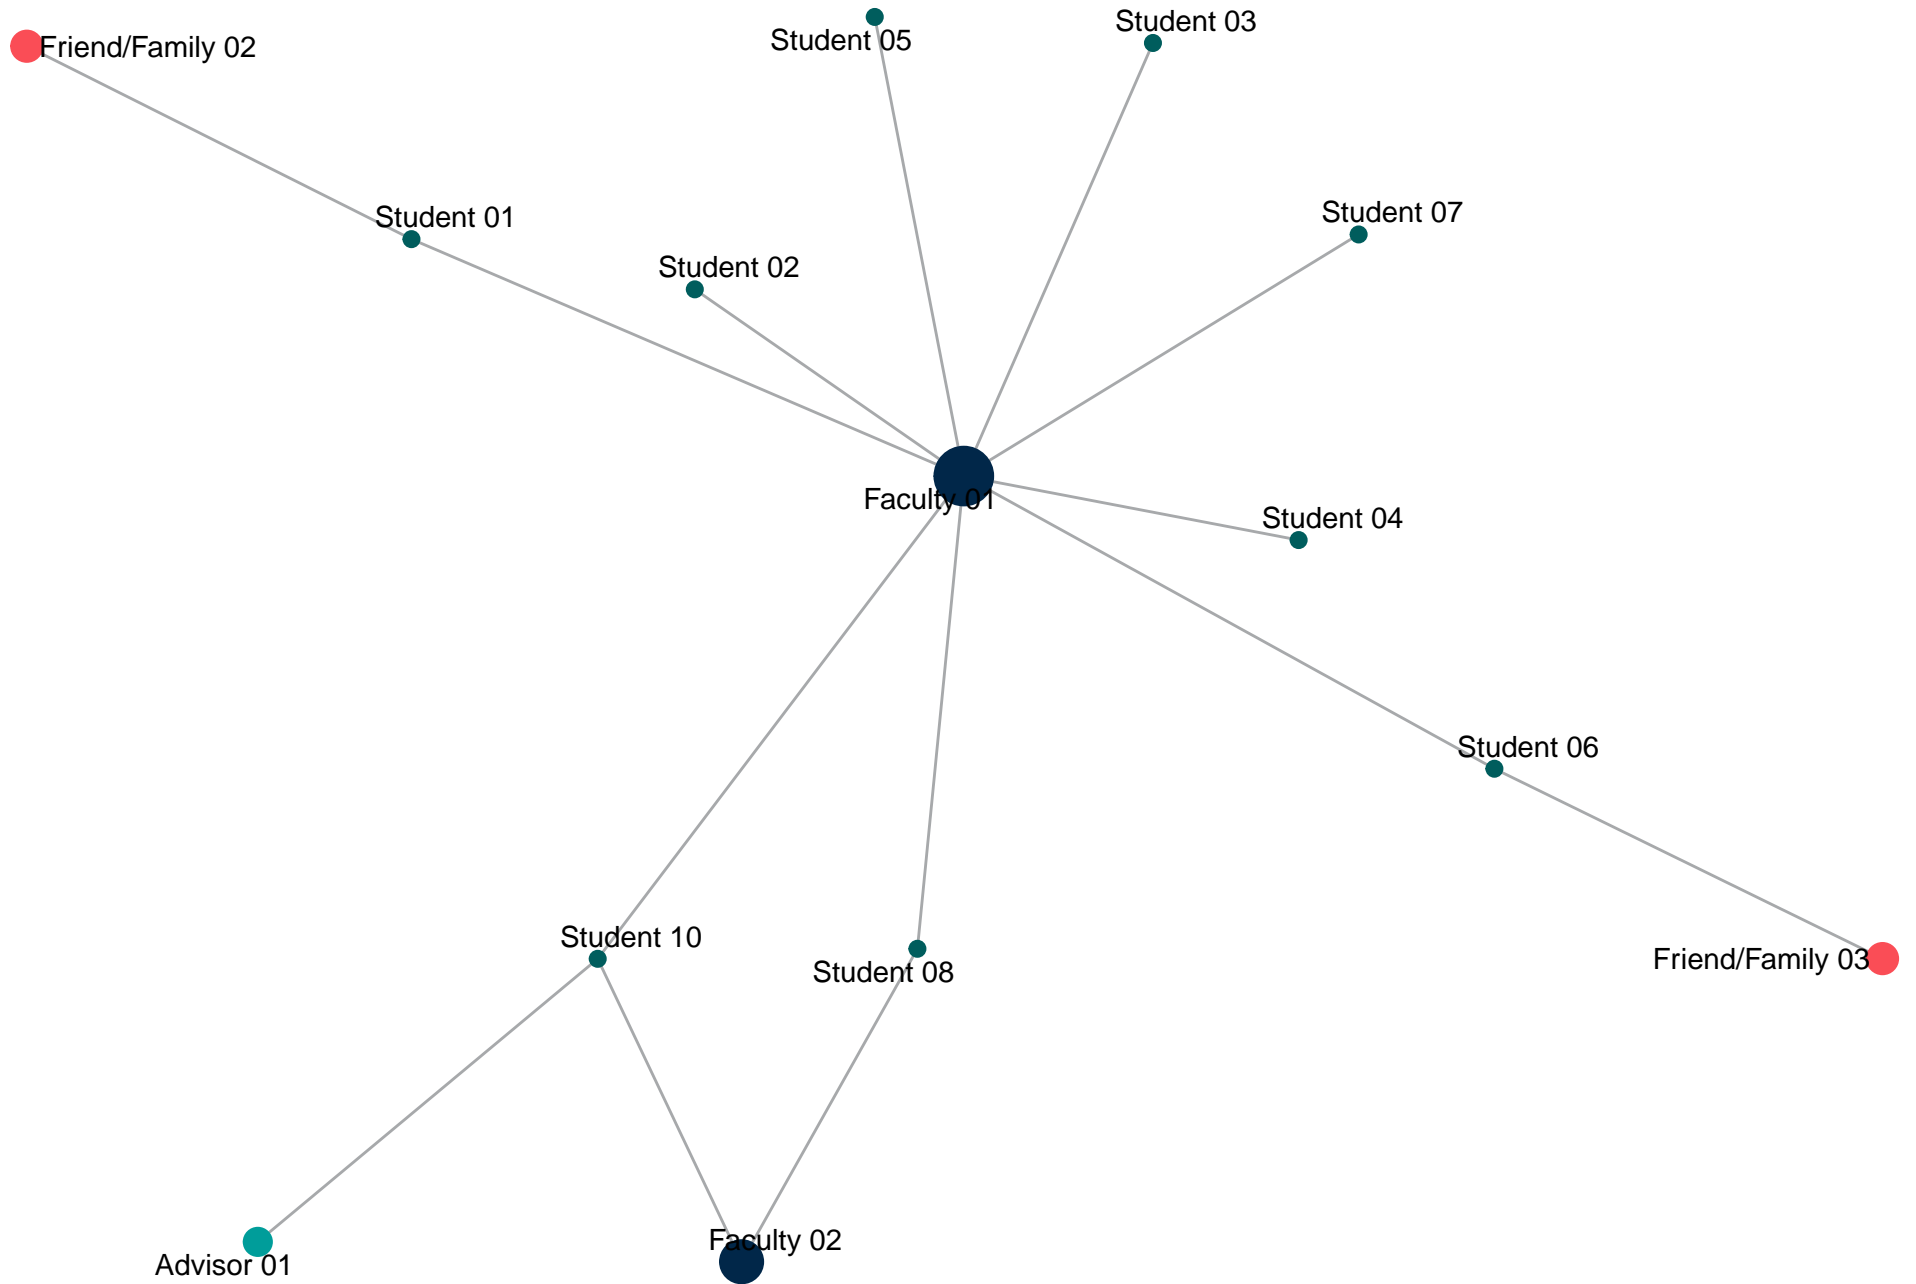 Student 03
Student 05
Friend/Family 02
Student 07
Student 01
Student 02
Faculty 01
Student 04
Student 06
Student 10
Friend/Family 03
Student 08
Faculty 02
Advisor 01